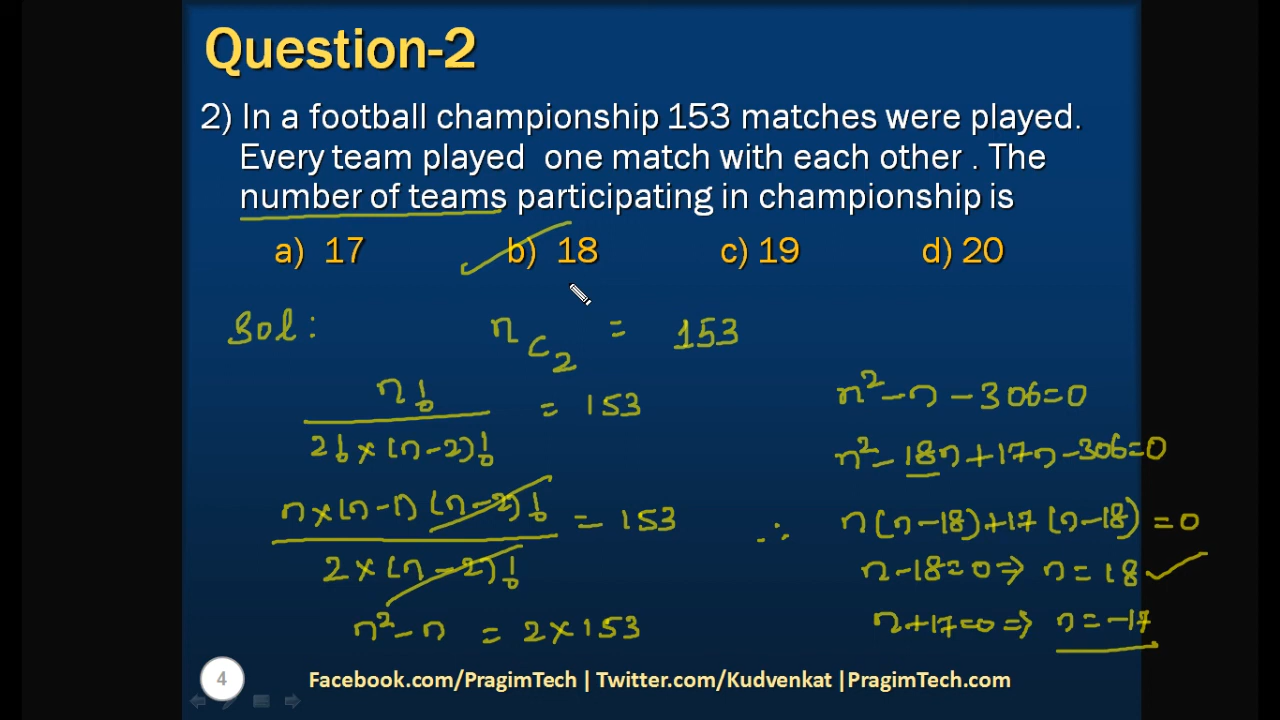 Question-2
2) In a football championship 153 matches were played.
Every team played one match with each other . The
number of teams participating in championship is
a) 17 b) 18 c) 19 d) 20
Sol: nC₂ = 153
n! / 2! × (n-2)! = 153
n×(n-1)(n-2)! / 2×(n-2)! = 153
n² - n = 2×153
n² - n - 306=0
n² - 18n + 17n - 306=0
∴ n(n-18)+17(n-18) = 0
n-18=0 ⇒ n = 18
n+17=0 ⇒ n = -17
4
Facebook.com/PragimTech | Twitter.com/Kudvenkat |PragimTech.com